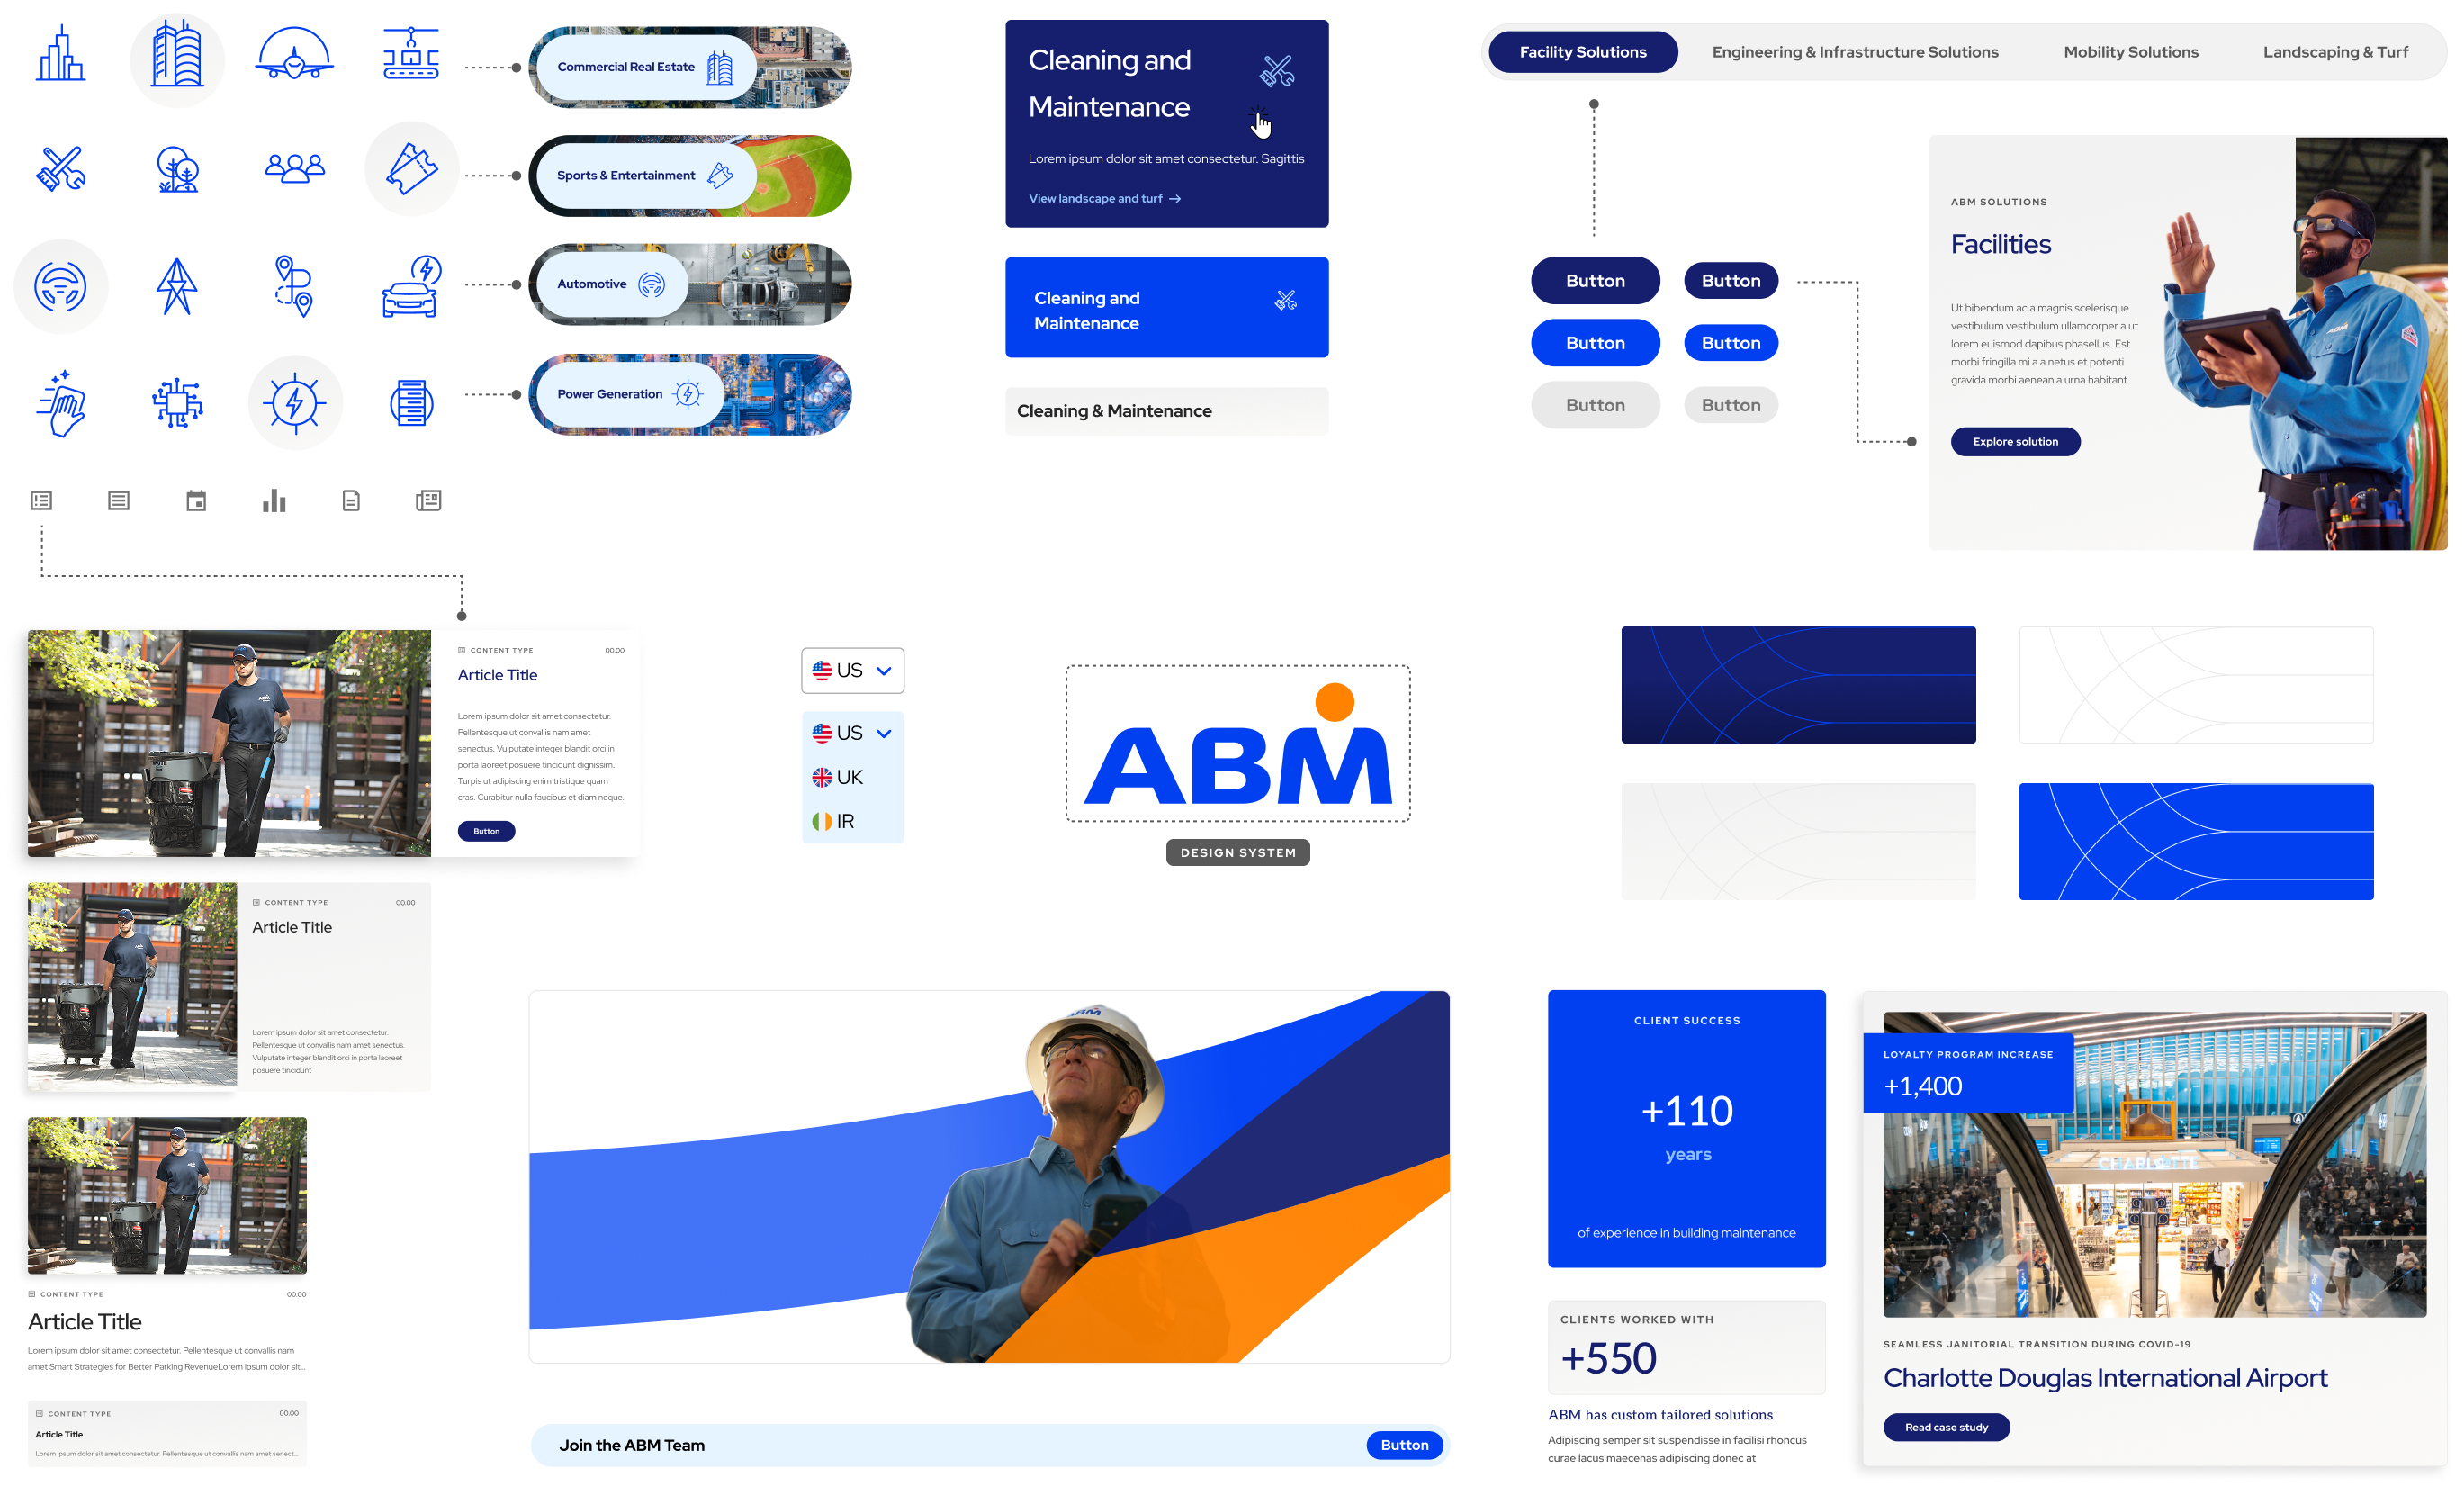 Commercial Real Estate
Sports & Entertainment
Automotive
Power Generation
Cleaning and
Maintenance
Lorem ipsum dolor sit amet consectetur. Sagittis
View landscape and turf
Cleaning and
Maintenance
Cleaning & Maintenance
Facility Solutions
Engineering & Infrastructure Solutions
Mobility Solutions
Landscaping & Turf
Button
Button
Button
Button
Button
Button
ABM SOLUTIONS
Facilities
Ut bibendum ac a magnis scelerisque
vestibulum vestibulum ullamcorper a ut
lorem euismod dapibus phasellus. Est
morbi fringilla mi a a netus et potenti
gravida morbi aenean a urna habitant.
Explore solution
ABM
CONTENT TYPE
00.00
Article Title
Lorem ipsum dolor sit amet consectetur.
Pellentesque ut convallis nam amet
senectus. Vulputate integer blandit orci in
porta laoreet posuere tincidunt dignissim.
Turpis ut adipiscing enim tristique quam
cras. Curabitur nulla faucibus et diam neque.
Button
US
US
UK
IR
ABM
DESIGN SYSTEM
CONTENT TYPE
00.00
Article Title
Lorem ipsum dolor sit amet consectetur.
Pellentesque ut convallis nam amet senectus.
Vulputate integer blandit orci in porta laoreet
posuere tincidunt
CONTENT TYPE
00.00
Article Title
Lorem ipsum dolor sit amet consectetur. Pellentesque ut convallis nam
amet Smart Strategies for Better Parking RevenueLorem ipsum dolor sit...
CONTENT TYPE
00.00
Article Title
Lorem ipsum dolor sit amet consectetur. Pellentesque ut convallis nam amet senect...
ABM
Join the ABM Team
Button
CLIENT SUCCESS
+110
years
of experience in building maintenance
CLIENTS WORKED WITH
+550
ABM has custom tailored solutions
Adipiscing semper sit suspendisse in facilisi rhoncus
curae lacus maecenas adipiscing donec at
LOYALTY PROGRAM INCREASE
+1,400
CHARLOTTE
SEAMLESS JANITORIAL TRANSITION DURING COVID-19
Charlotte Douglas International Airport
Read case study